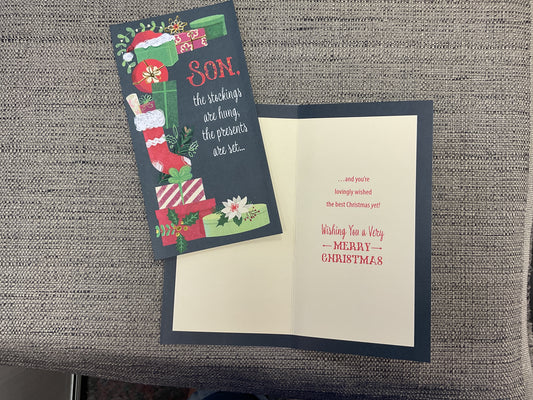 SON,
the stockings
are hung,
the presents
are set...
...and you're
lovingly wished
the best Christmas yet!
Wishing You a Very
MERRY
CHRISTMAS